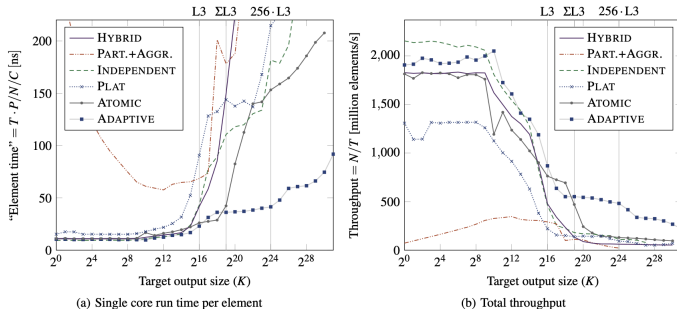 L3 ΣL3 256 · L3
200
150
100
50
0
2^0 2^4 2^8 2^12 2^16 2^20 2^24 2^28
"Element time" = T · P/N/C [ns]
Target output size (K)
HYBRID
PART.+AGGR.
INDEPENDENT
PLAT
ATOMIC
ADAPTIVE
(a) Single core run time per element
L3 ΣL3 256 · L3
2,000
1,500
1,000
500
0
2^0 2^4 2^8 2^12 2^16 2^20 2^24 2^28
Throughput = N/T [million elements/s]
Target output size (K)
HYBRID
PART.+AGGR.
INDEPENDENT
PLAT
ATOMIC
ADAPTIVE
(b) Total throughput